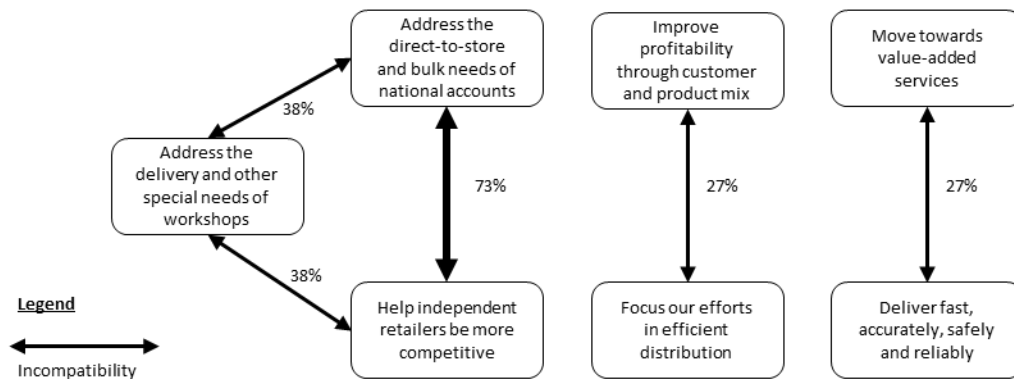 Address the
direct-to-store
and bulk needs of
national accounts
Improve
profitability
through customer
and product mix
Move towards
value-added
services
38%
Address the
delivery and other
special needs of
workshops
73%
27%
27%
38%
Help independent
retailers be more
competitive
Focus our efforts
in efficient
distribution
Deliver fast,
accurately, safely
and reliably
Legend
Incompatibility